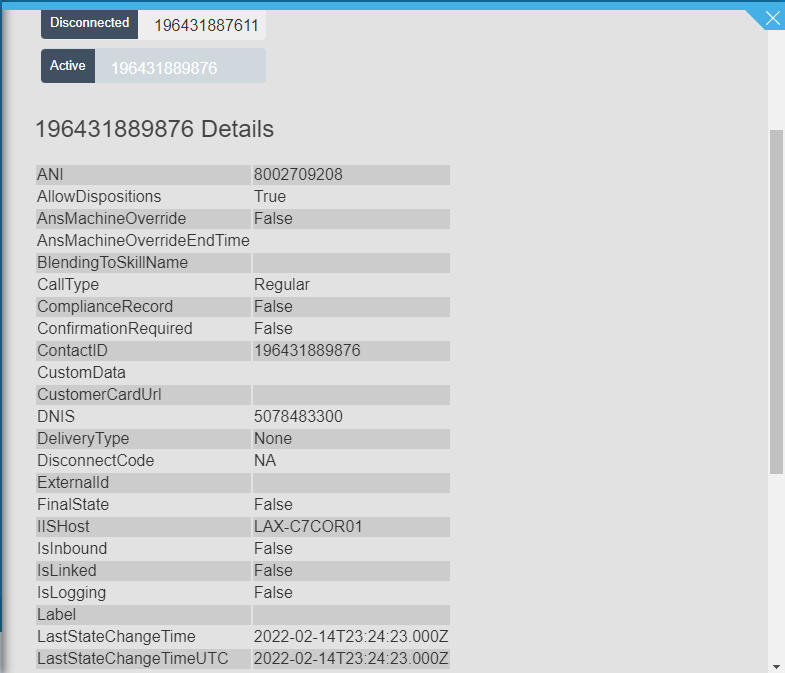 Disconnected 196431887611
Active 196431889876
196431889876 Details
ANI 8002709208
AllowDispositions True
AnsMachineOverride False
AnsMachineOverrideEndTime
BlendingToSkillName
CallType Regular
ComplianceRecord False
ConfirmationRequired False
ContactID 196431889876
CustomData
CustomerCardUrl
DNIS 5078483300
DeliveryType None
DisconnectCode NA
ExternalId
FinalState False
IISHost LAX-C7COR01
IsInbound False
IsLinked False
IsLogging False
Label
LastStateChangeTime 2022-02-14T23:24:23.000Z
LastStateChangeTimeUTC 2022-02-14T23:24:23.000Z